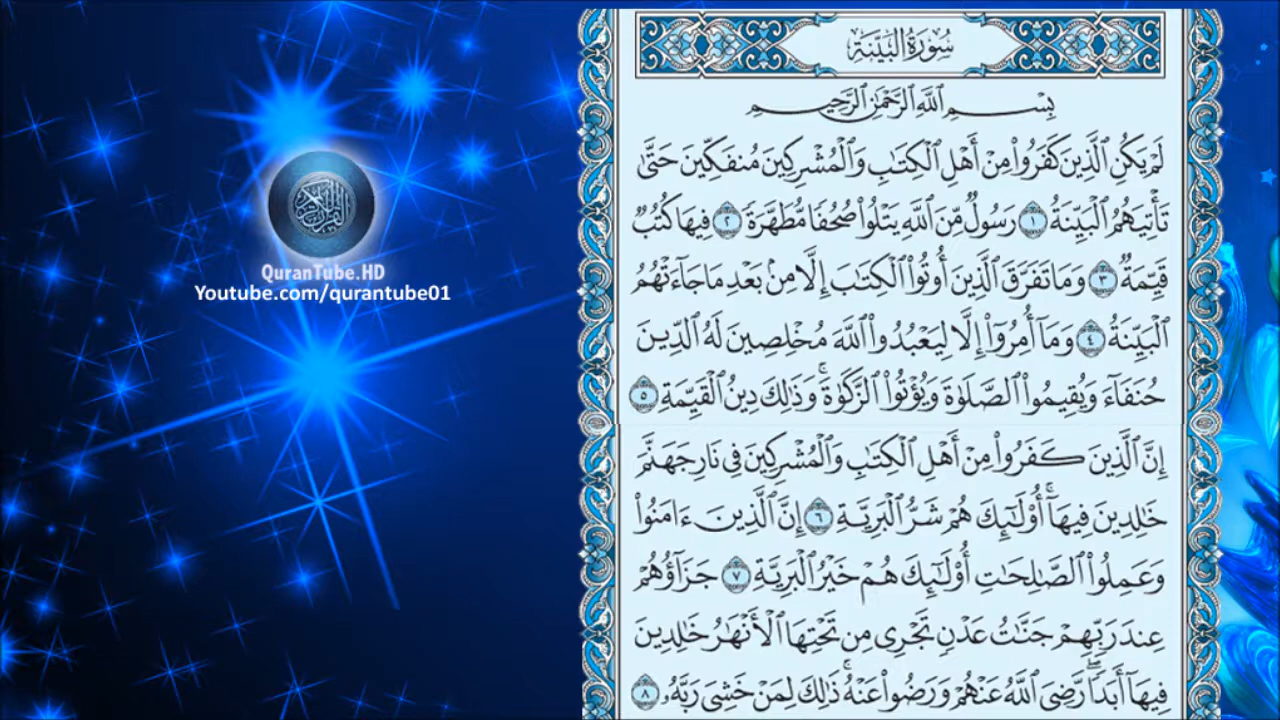 سُورَةُ الْبَيِّنَةِ
بِسْمِ ٱللَّهِ ٱلرَّحْمَٰنِ ٱلرَّحِيمِ
لَمْ يَكُنِ ٱلَّذِينَ كَفَرُوا۟ مِنْ أَهْلِ ٱلْكِتَٰبِ وَٱلْمُشْرِكِينَ مُنفَكِّينَ حَتَّىٰ
تَأْتِيَهُمُ ٱلْبَيِّنَةُ ١ رَسُولٌ مِّنَ ٱللَّهِ يَتْلُوا۟ صُحُفًا مُّطَهَّرَةً ٢ فِيهَا كُتُبٌ
قَيِّمَةٌ ٣ وَمَا تَفَرَّقَ ٱلَّذِينَ أُوتُوا۟ ٱلْكِتَٰبَ إِلَّا مِنۢ بَعْدِ مَا جَآءَتْهُمُ
ٱلْبَيِّنَةُ ٤ وَمَآ أُمِرُوٓا۟ إِلَّا لِيَعْبُدُوا۟ ٱللَّهَ مُخْلِصِينَ لَهُ ٱلدِّينَ
حُنَفَآءَ وَيُقِيمُوا۟ ٱلصَّلَوٰةَ وَيُؤْتُوا۟ ٱلزَّكَوٰةَ ۚ وَذَٰلِكَ دِينُ ٱلْقَيِّمَةِ ٥
إِنَّ ٱلَّذِينَ كَفَرُوا۟ مِنْ أَهْلِ ٱلْكِتَٰبِ وَٱلْمُشْرِكِينَ فِى نَارِ جَهَنَّمَ
خَٰلِدِينَ فِيهَآ ۚ أُو۟لَٰٓئِكَ هُمْ شَرُّ ٱلْبَرِيَّةِ ٦ إِنَّ ٱلَّذِينَ ءَامَنُوا۟
وَعَمِلُوا۟ ٱلصَّٰلِحَٰتِ أُو۟لَٰٓئِكَ هُمْ خَيْرُ ٱلْبَرِيَّةِ ٧ جَزَآؤُهُمْ
عِندَ رَبِّهِمْ جَنَّٰتُ عَدْنٍ تَجْرِى مِن تَحْتِهَا ٱلْأَنْهَٰرُ خَٰلِدِينَ
فِيهَآ أَبَدًا ۖ رَّضِىَ ٱللَّهُ عَنْهُمْ وَرَضُوا۟ عَنْهُ ۚ ذَٰلِكَ لِمَنْ خَشِىَ رَبَّهُۥ ٨
القرآن الكريم
QuranTube.HD
Youtube.com/qurantube01